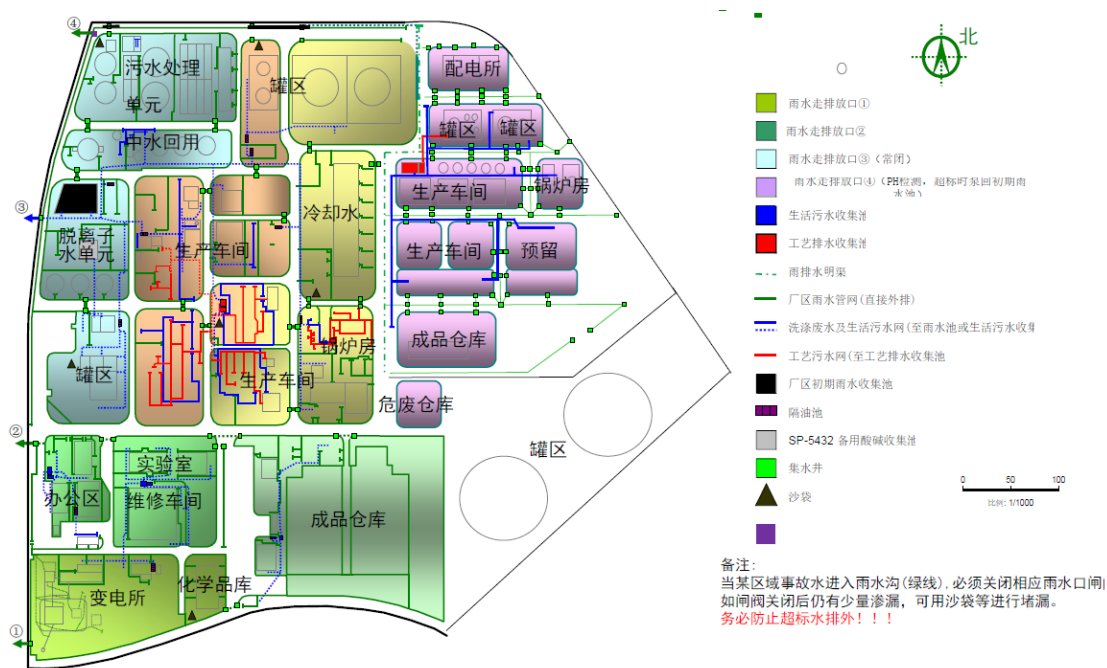 ④
污水处理
单元
中水回用
罐区
配电所
罐区
罐区
生产车间
锅炉房
冷却水
③
脱离子
水单元
生产车间
生产车间
预留
成品仓库
锅炉房
罐区
生产车间
危废仓库
罐区
②
实验室
办公区
维修车间
成品仓库
变电所
化学品库
①
北
雨水走排放口①
雨水走排放口②
雨水走排放口③（常闭）
雨水走排放口④（PH检测，超标时泵回初期雨
水池）
生活污水收集池
工艺排水收集池
雨排水明渠
厂区雨水管网(直接外排)
洗涤废水及生活污水网(至雨水池或生活污水收集
工艺污水网(至工艺排水收集池)
厂区初期雨水收集池
隔油池
SP-5432 备用酸碱收集池
集水井
沙袋
0 50 100
比例: 1/1000
备注：
当某区域事故水进入雨水沟(绿线)，必须关闭相应雨水口闸
如闸阀关闭后仍有少量渗漏，可用沙袋等进行堵漏。
务必防止超标水排外！！！